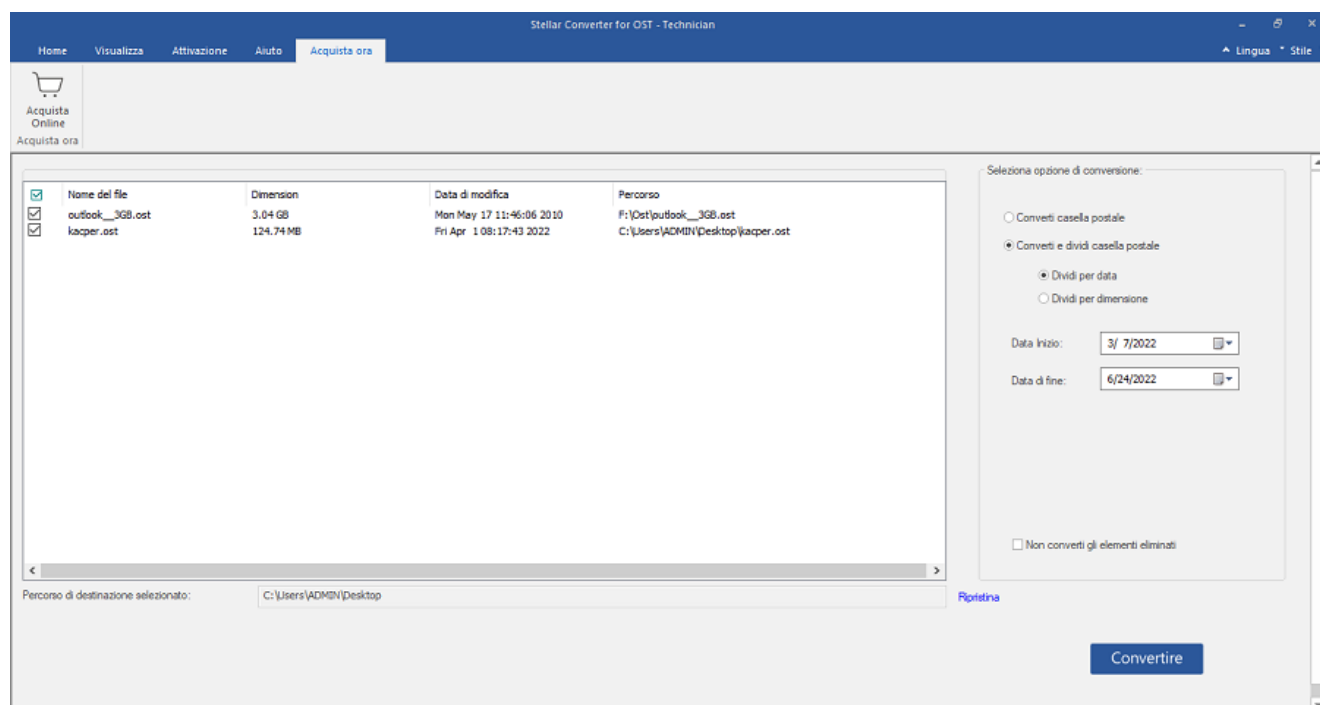 Stellar Converter for OST - Technician
Home Visualizza Attivazione Aiuto Acquista ora Lingua Stile
Acquista
Online
Acquista ora
Seleziona opzione di conversione:
Nome del file Dimension Data di modifica Percorso
outlook__3GB.ost 3.04 GB Mon May 17 11:46:06 2010 F:\Ost\outlook__3GB.ost
kacper.ost 124.74 MB Fri Apr 1 08:17:43 2022 C:\Users\ADMIN\Desktop\kacper.ost
Converti casella postale
Converti e dividi casella postale
Dividi per data
Dividi per dimensione
Data Inizio: 3/ 7/2022
Data di fine: 6/24/2022
Non converti gli elementi eliminati
Percorso di destinazione selezionato: C:\Users\ADMIN\Desktop Ripristina
Convertire